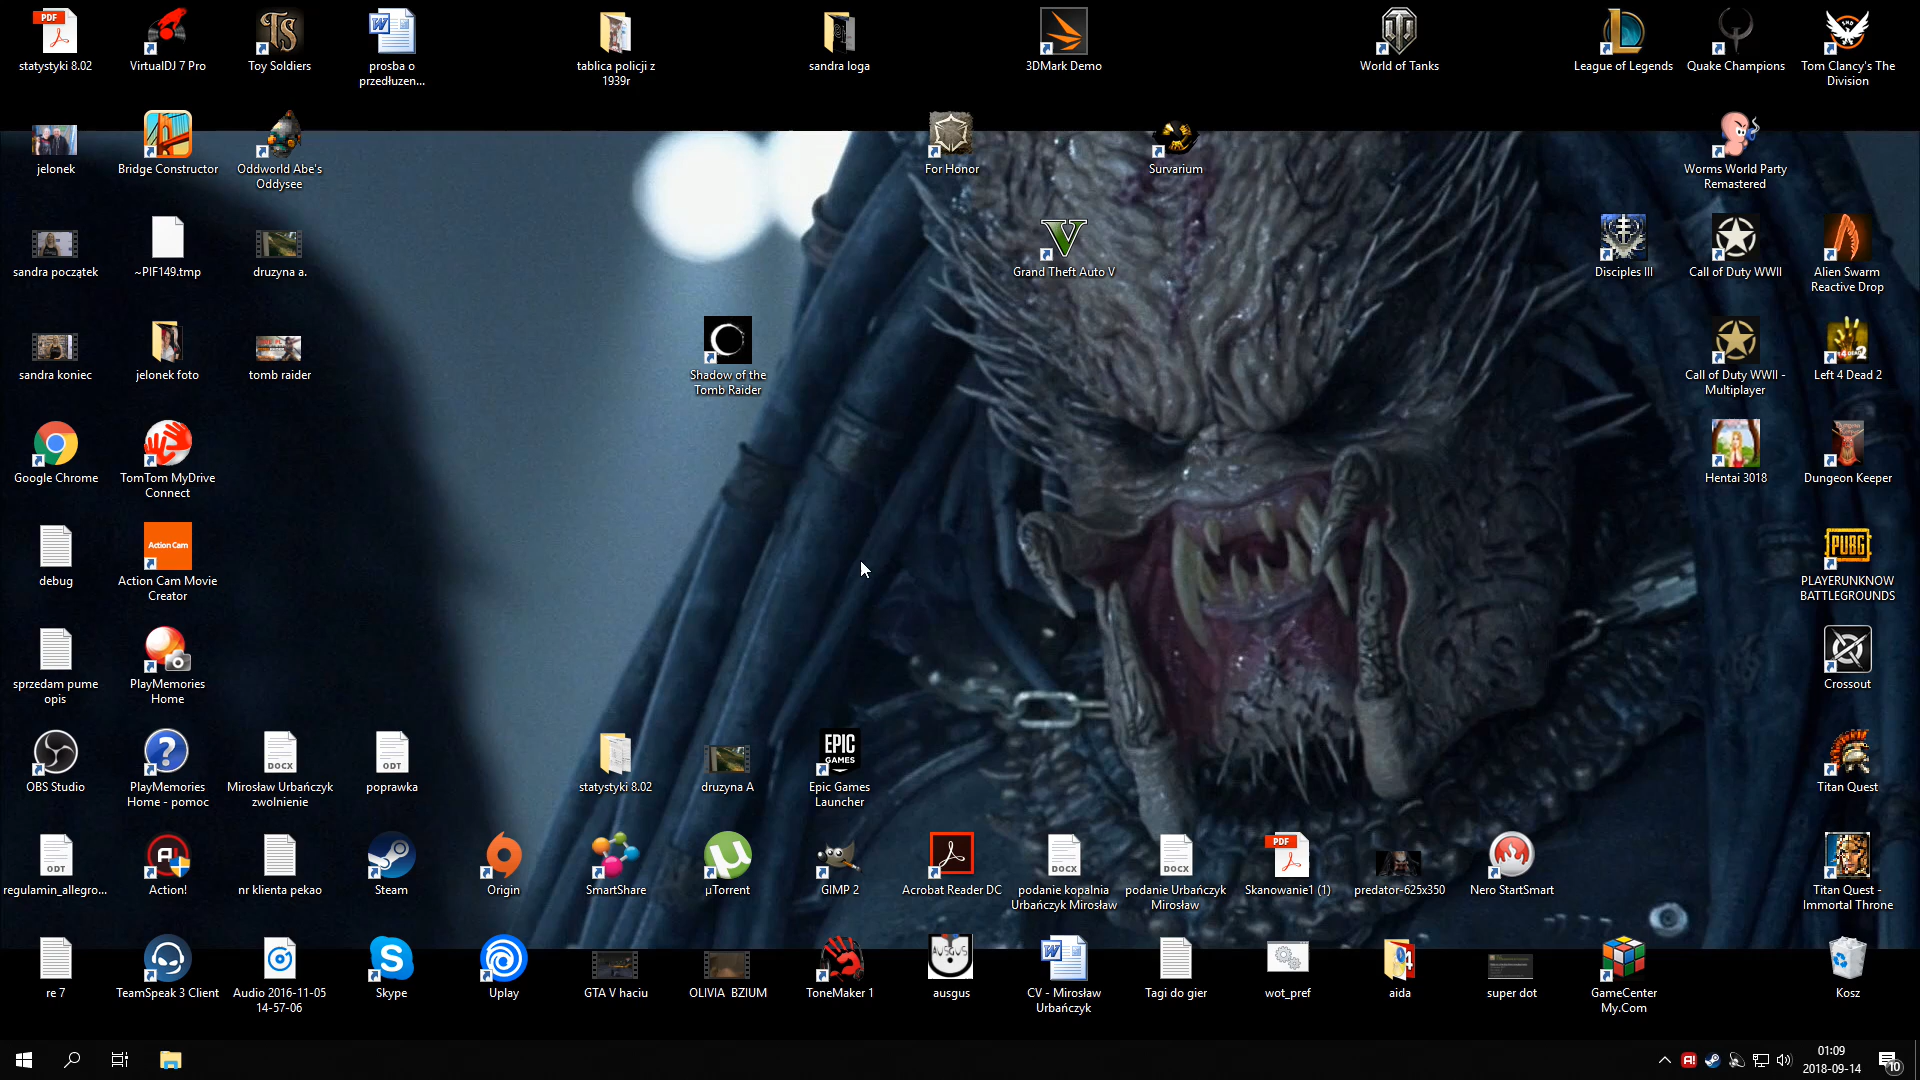 statystyki 8.02
VirtualDJ 7 Pro
Toy Soldiers
prosba o
przedłuzen...
tablica policji z
1939r
sandra loga
3DMark Demo
World of Tanks
League of Legends
Quake Champions
Tom Clancy's The
Division
jelonek
Bridge Constructor
Oddworld Abe's
Oddysee
For Honor
Survarium
Worms World Party
Remastered
sandra początek
~PIF149.tmp
druzyna a.
Grand Theft Auto V
Disciples III
Call of Duty WWII
Alien Swarm
Reactive Drop
sandra koniec
jelonek foto
tomb raider
Shadow of the
Tomb Raider
Call of Duty WWII -
Multiplayer
Left 4 Dead 2
Google Chrome
TomTom MyDrive
Connect
Hentai 3018
Dungeon Keeper
debug
Action Cam
Action Cam Movie
Creator
PUBG
PLAYERUNKNOW
BATTLEGROUNDS
sprzedam pume
opis
PlayMemories
Home
Crossout
OBS Studio
PlayMemories
Home - pomoc
DOCX
Mirosław Urbańczyk
zwolnienie
ODT
poprawka
statystyki 8.02
druzyna A
EPIC
GAMES
Epic Games
Launcher
Titan Quest
ODT
regulamin_allegro...
Action!
nr klienta pekao
Steam
Origin
SmartShare
µTorrent
GIMP 2
Acrobat Reader DC
DOCX
podanie kopalnia
Urbańczyk Mirosław
DOCX
podanie Urbańczyk
Mirosław
PDF
Skanowanie1 (1)
predator-625x350
Nero StartSmart
Titan Quest -
Immortal Throne
re 7
TeamSpeak 3 Client
Audio 2016-11-05
14-57-06
Skype
Uplay
GTA V haciu
OLIVIA  BZIUM
ToneMaker 1
AUSGUS
ausgus
CV - Mirosław
Urbańczyk
Tagi do gier
wot_pref
aida
super dot
GameCenter
My.Com
Kosz
01:09
2018-09-14
10